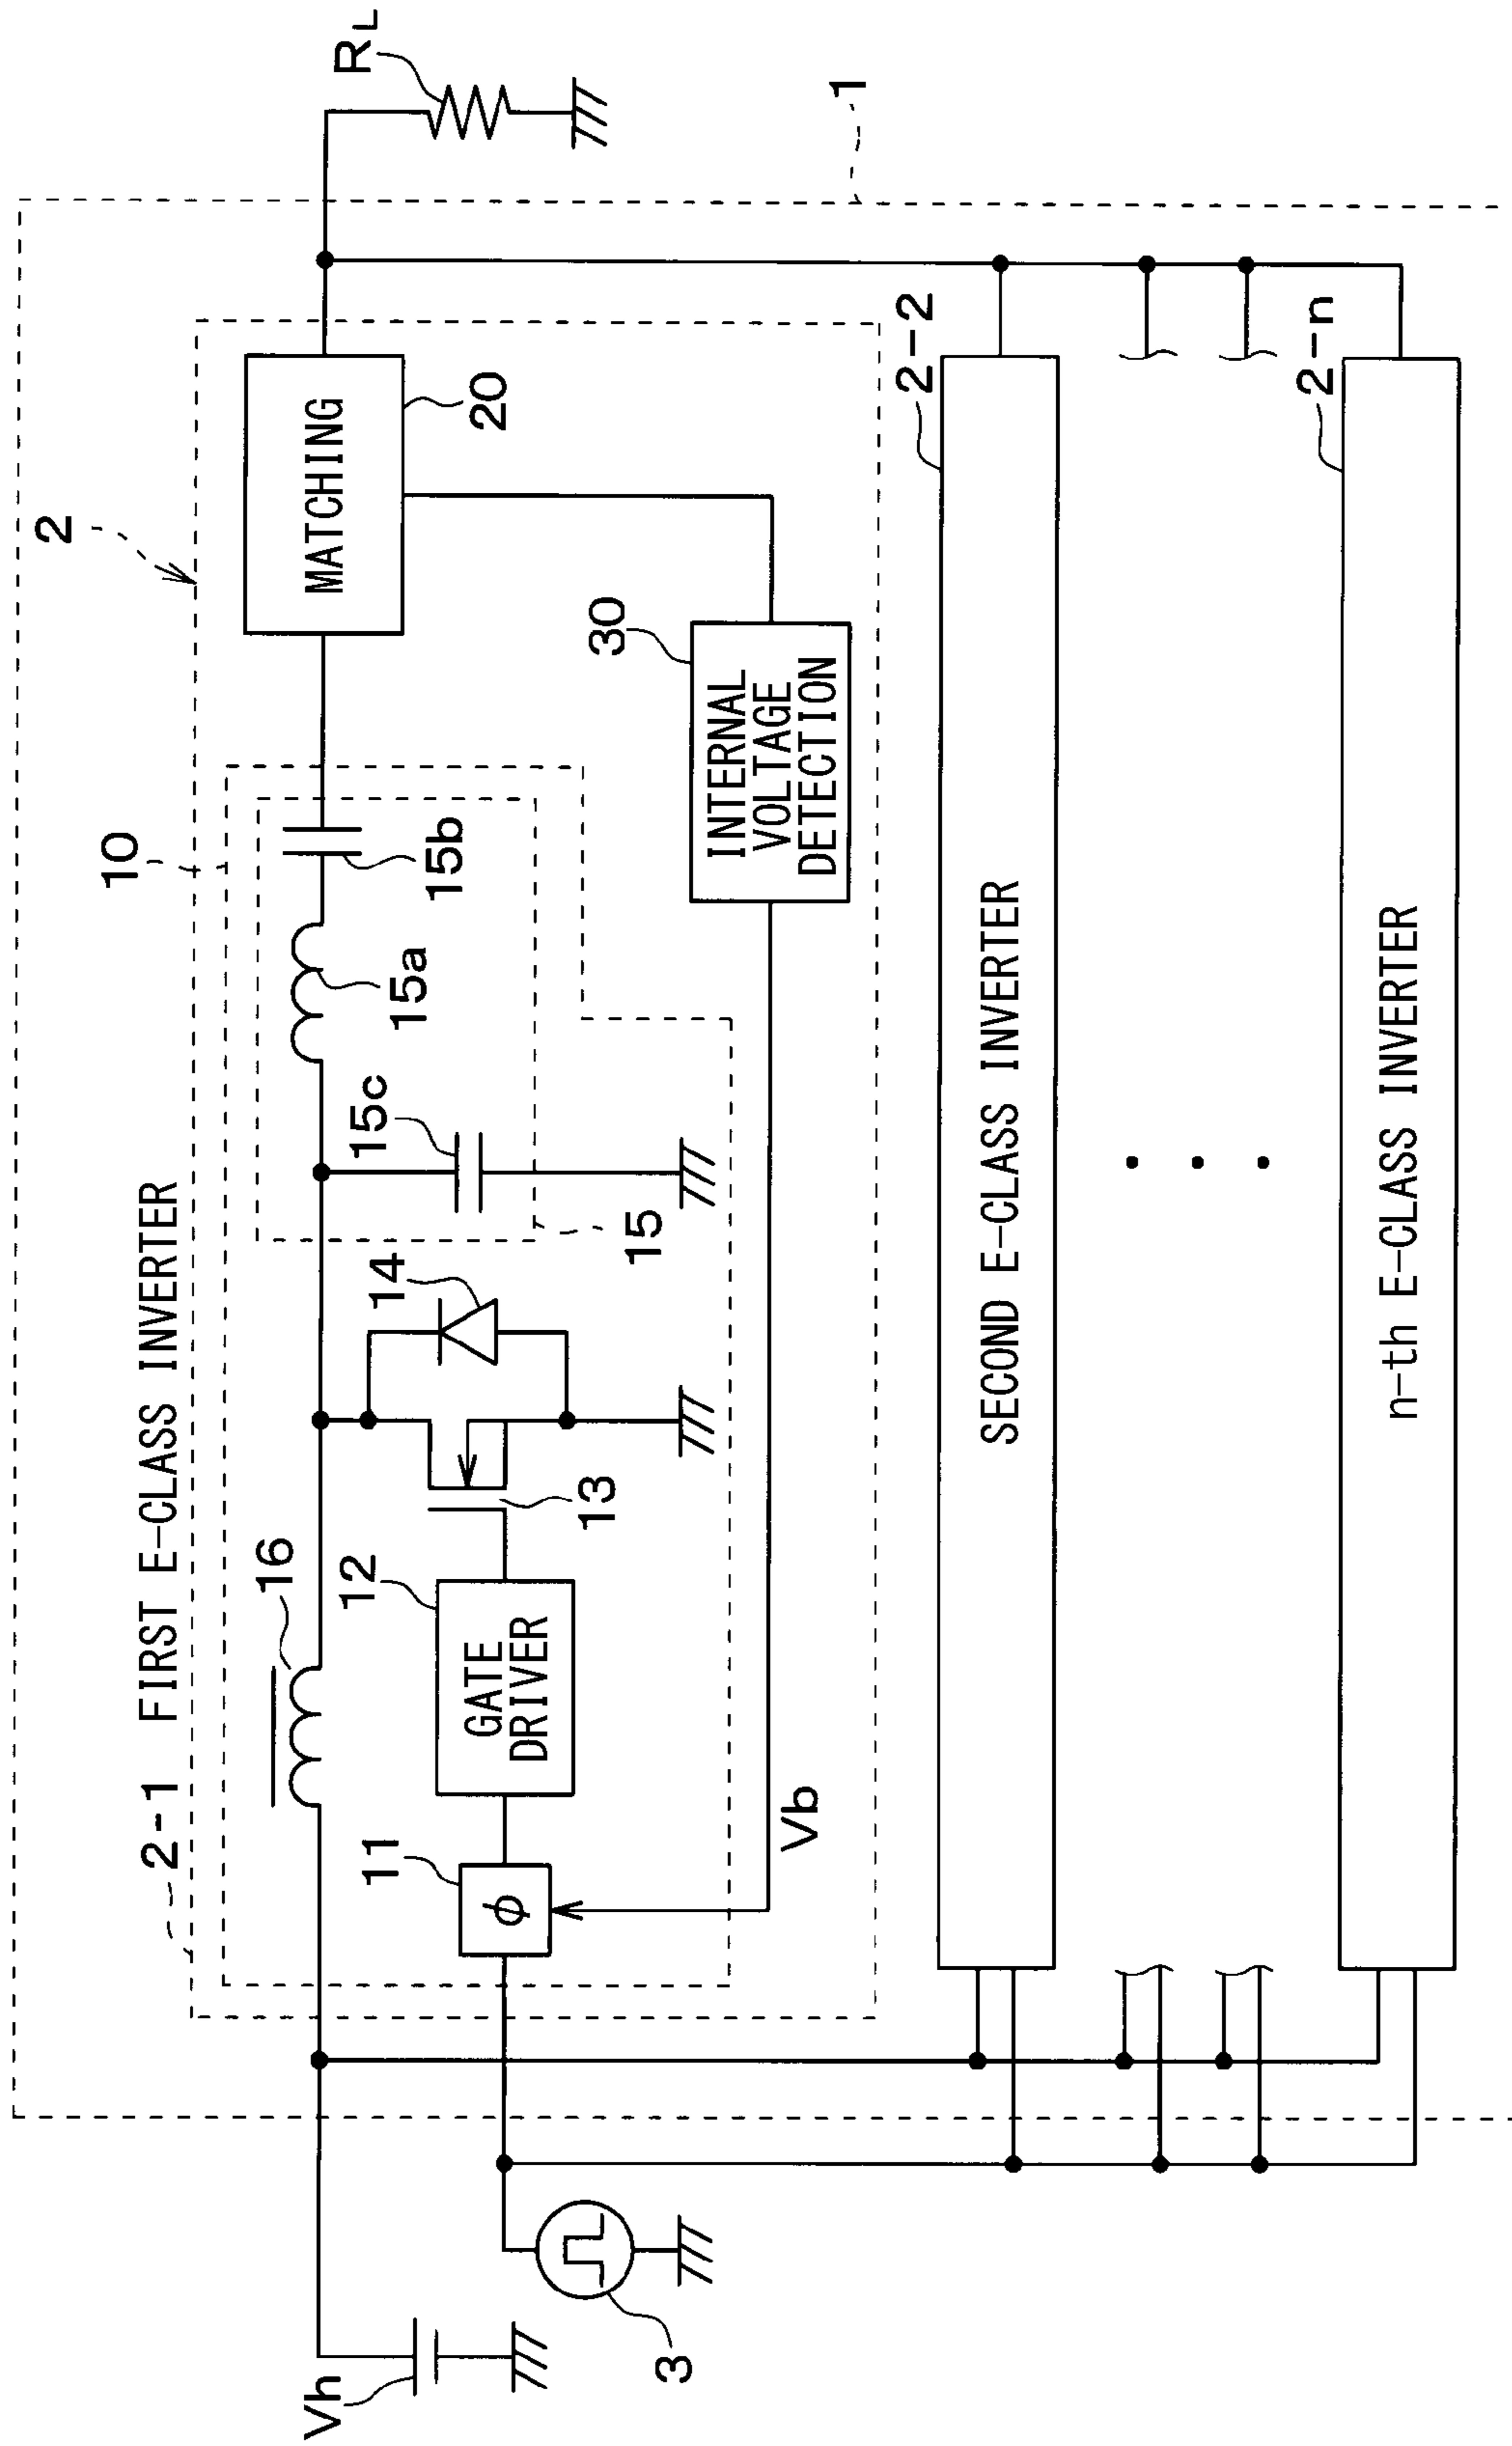 2
1
10
2-1 FIRST E-CLASS INVERTER
16
15c
15a
15b
MATCHING
20
RL
Vh
11
φ
12
GATE
DRIVER
13
14
15
30
INTERNAL
VOLTAGE
DETECTION
3
Vb
2-2
SECOND E-CLASS INVERTER
2-n
n-th E-CLASS INVERTER